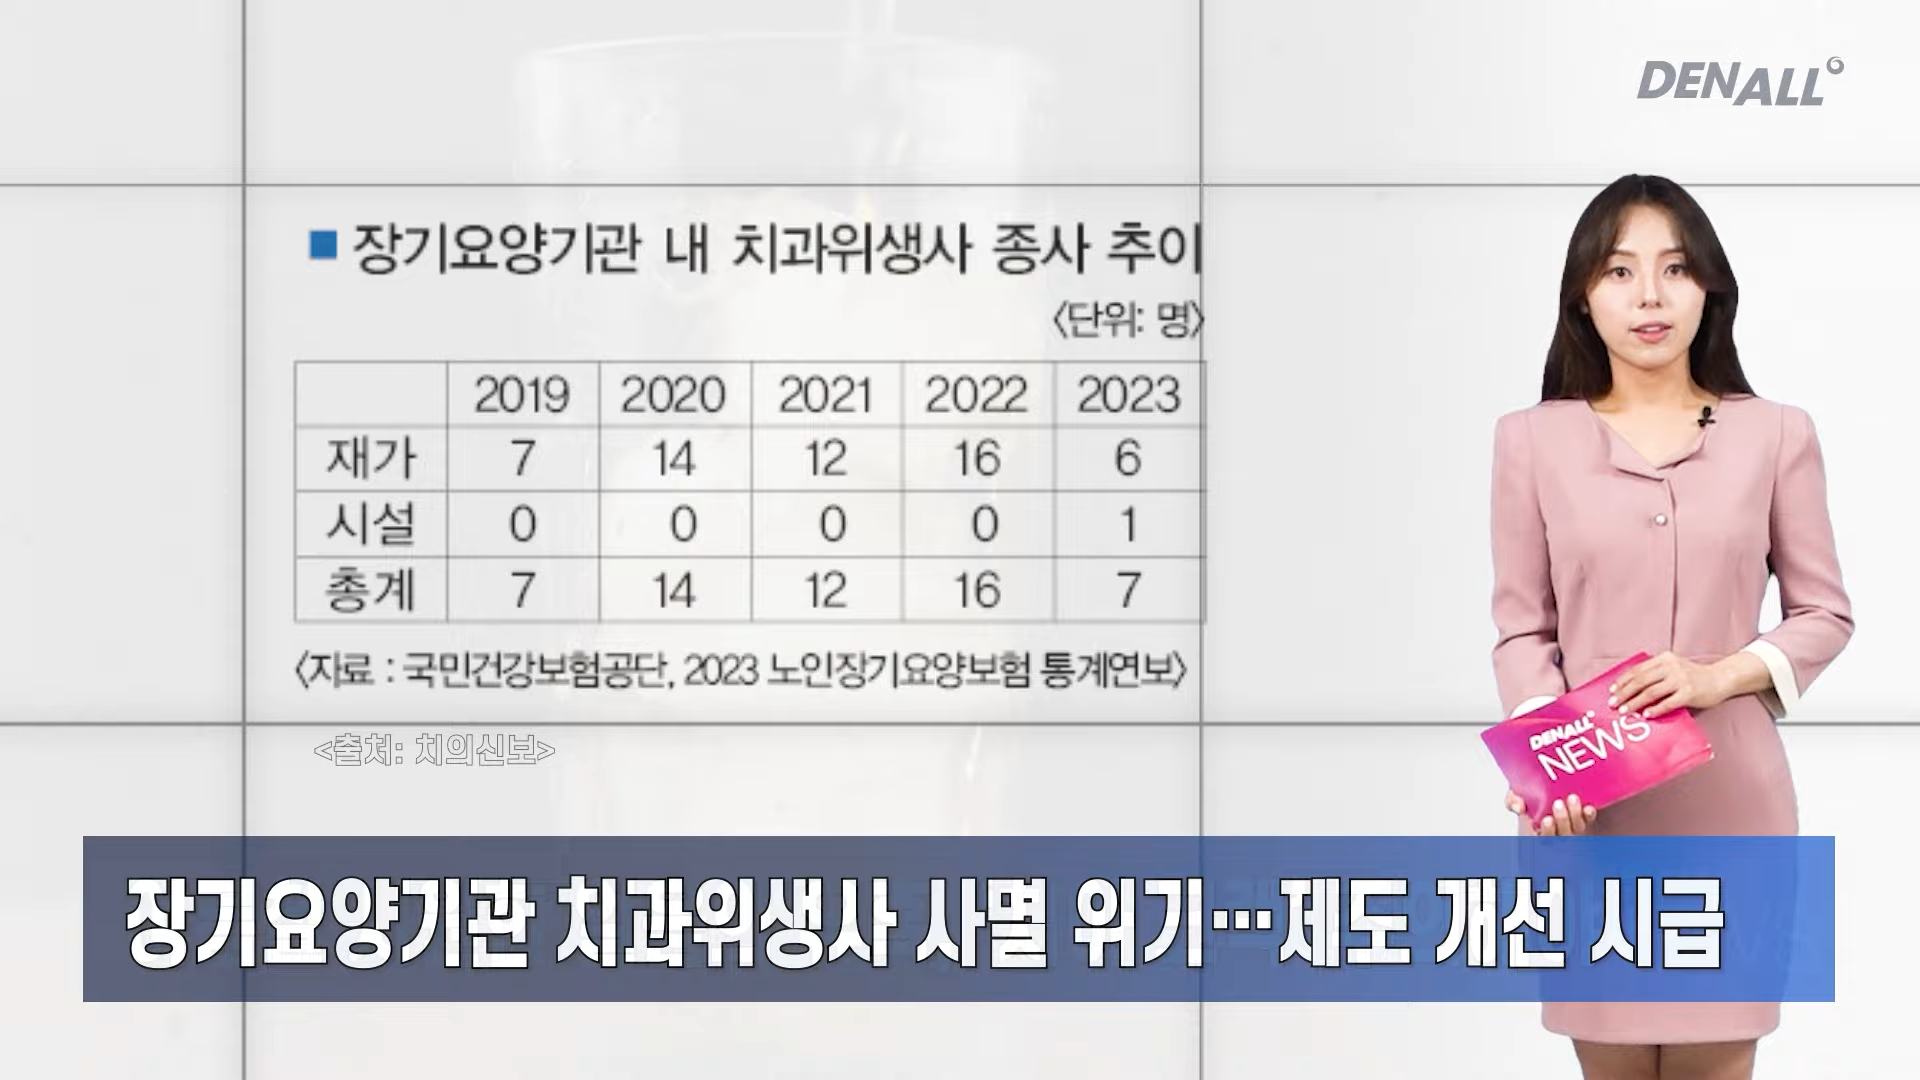 DENALL
■ 장기요양기관 내 치과위생사 종사 추이
<단위: 명>
2019 2020 2021 2022 2023
재가 7 14 12 16 6
시설 0 0 0 0 1
총계 7 14 12 16 7
<자료 : 국민건강보험공단, 2023 노인장기요양보험 통계연보>
<출처: 치의신보>
DENALL
NEWS
장기요양기관 치과위생사 사멸 위기…제도 개선 시급